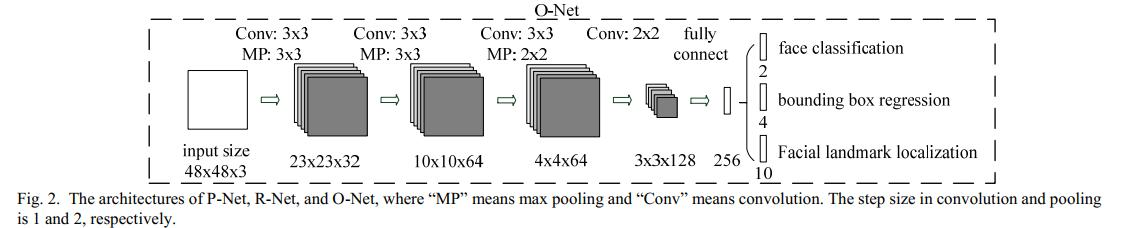 O-Net
Conv: 3x3 Conv: 3x3 Conv: 3x3 Conv: 2x2 fully
MP: 3x3 MP: 3x3 MP: 2x2 connect
face classification
2
bounding box regression
4
Facial landmark localization
10
input size
48x48x3
23x23x32 10x10x64 4x4x64 3x3x128 256
Fig. 2. The architectures of P-Net, R-Net, and O-Net, where “MP” means max pooling and “Conv” means convolution. The step size in convolution and pooling
is 1 and 2, respectively.